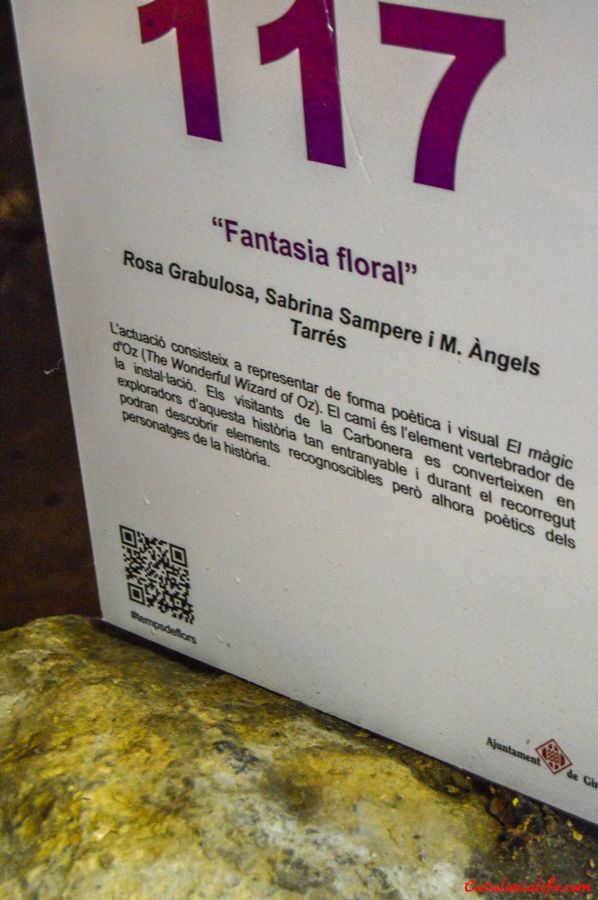 117
“Fantasia floral”
Rosa Grabulosa, Sabrina Sampere i M. Àngels
Tarrés
L’actuació consisteix a representar de forma poètica i visual El màgic
d’Oz (The Wonderful Wizard of Oz). El camí és l’element vertebrador de
la instal·lació. Els visitants de la Carbonera es converteixen en
exploradors d’aquesta història tan entranyable i durant el recorregut
podran descobrir elements recognoscibles però alhora poètics dels
personatges de la història.
#tempsdeflors
Ajuntament
de Gir
Catalunyalife.com